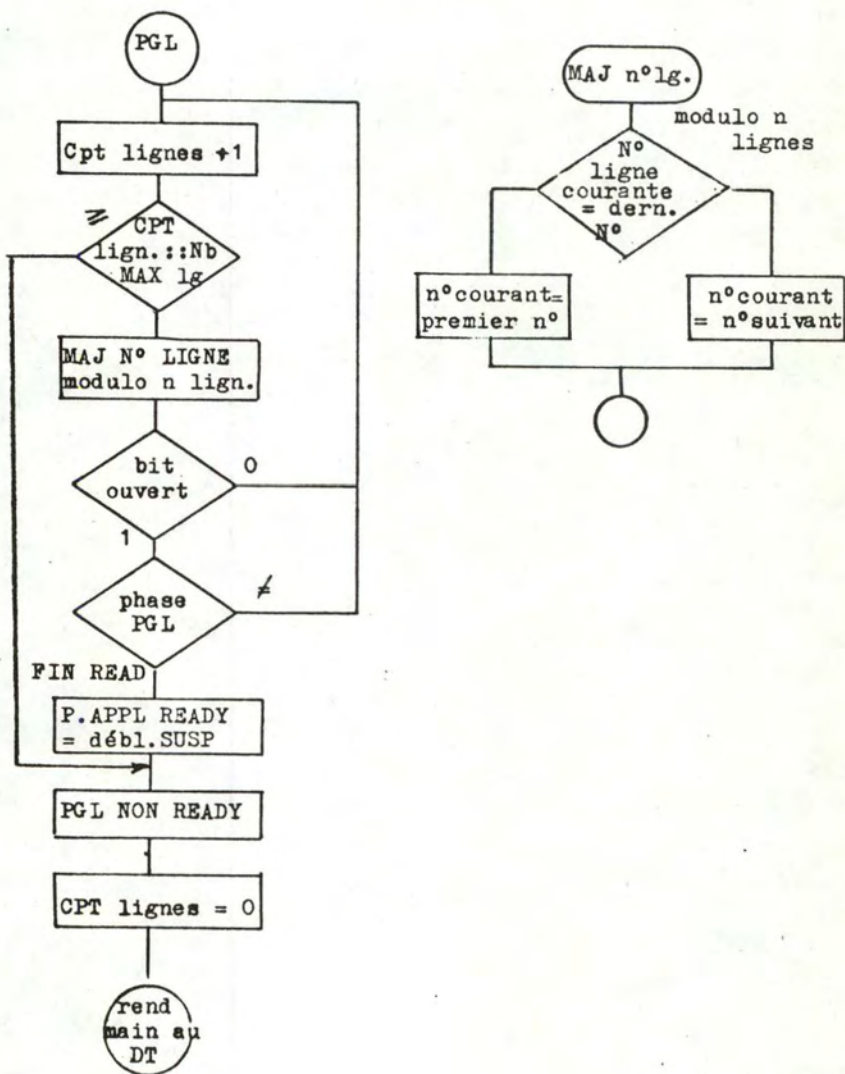 PGL
Cpt lignes +1
≥
CPT
lign.::Nb
MAX lg
MAJ N° LIGNE
modulo n lign.
bit
ouvert
0
1
phase
PGL
≠
FIN READ
P.APPL READY
= débl.SUSP
PGL NON READY
CPT lignes = 0
rend
main au
DT
MAJ n°lg.
modulo n
lignes
N°
ligne
courante
= dern.
N°
n°courant=
premier n°
n°courant
= n°suivant